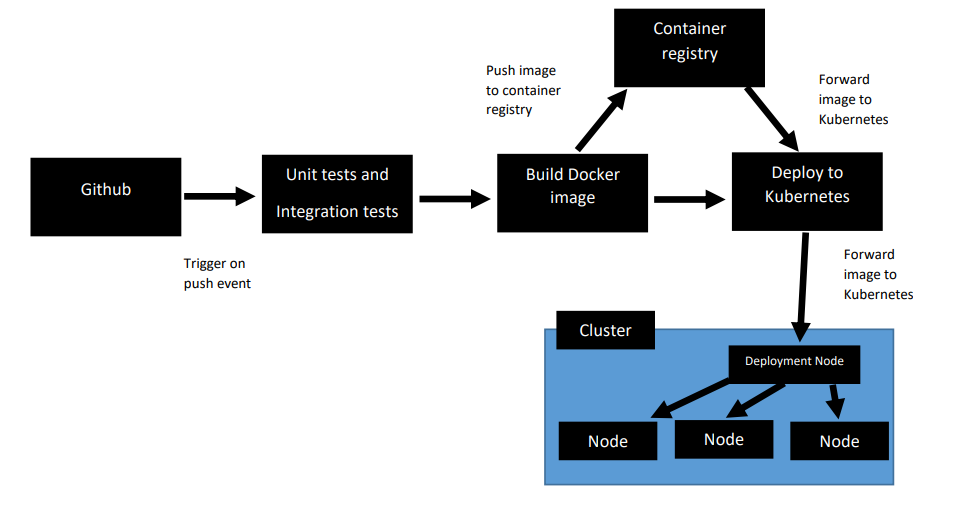 Container
registry
Push image
to container
registry
Forward
image to
Kubernetes
Github
Unit tests and
Integration tests
Build Docker
image
Deploy to
Kubernetes
Trigger on
push event
Forward
image to
Kubernetes
Cluster
Deployment Node
Node
Node
Node